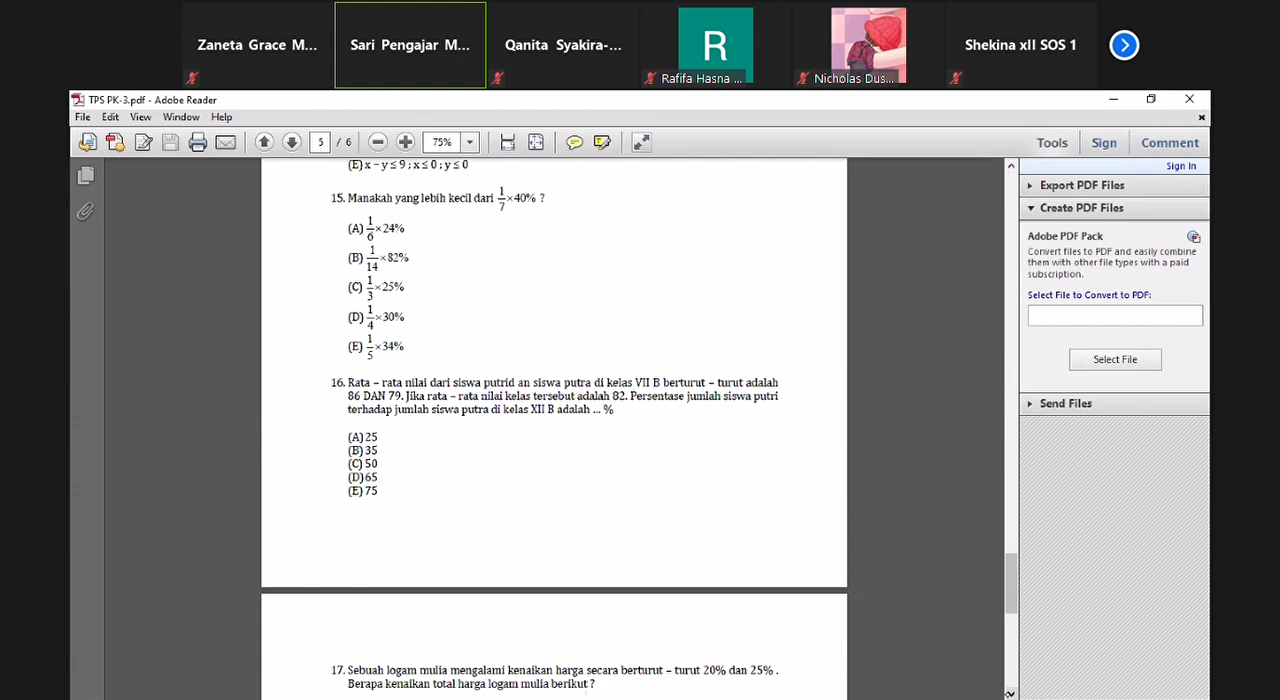 Zaneta Grace M...
Sari Pengajar M...
Qanita Syakira-...
R
Rafifa Hasna ...
Nicholas Dus...
Shekina xII SOS 1
TPS PK-3.pdf - Adobe Reader
File Edit View Window Help
5 / 6 75%
Tools Sign Comment
Sign In
Export PDF Files
Create PDF Files
Adobe PDF Pack
Convert files to PDF and easily combine
them with other file types with a paid
subscription.
Select File to Convert to PDF:
Select File
Send Files
(E) x – y ≤ 9 ; x ≤ 0 ; y ≤ 0
15. Manakah yang lebih kecil dari 1/7 × 40% ?
(A) 1/6 × 24%
(B) 1/14 × 82%
(C) 1/3 × 25%
(D) 1/4 × 30%
(E) 1/5 × 34%
16. Rata – rata nilai dari siswa putrid an siswa putra di kelas VII B berturut – turut adalah
86 DAN 79. Jika rata – rata nilai kelas tersebut adalah 82. Persentase jumlah siswa putri
terhadap jumlah siswa putra di kelas XII B adalah ... %
(A) 25
(B) 35
(C) 50
(D) 65
(E) 75
17. Sebuah logam mulia mengalami kenaikan harga secara berturut – turut 20% dan 25% .
Berapa kenaikan total harga logam mulia berikut ?